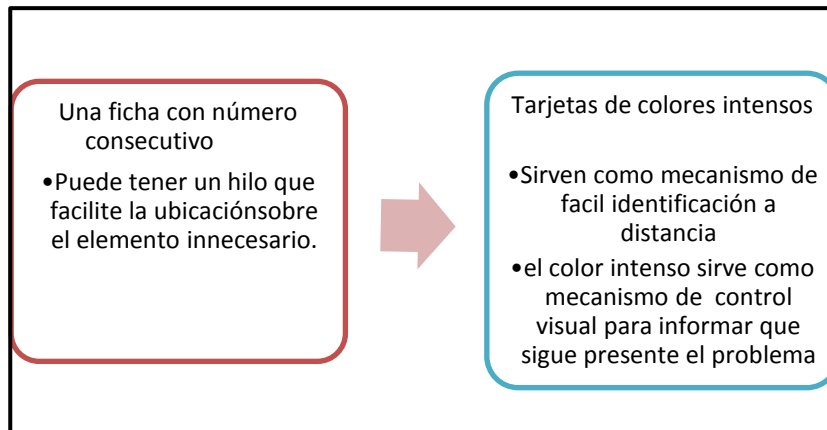 Una ficha con número
consecutivo
•Puede tener un hilo que
facilite la ubicaciónsobre
el elemento innecesario.
Tarjetas de colores intensos
•Sirven como mecanismo de
facil identificación a
distancia
•el color intenso sirve como
mecanismo de control
visual para informar que
sigue presente el problema